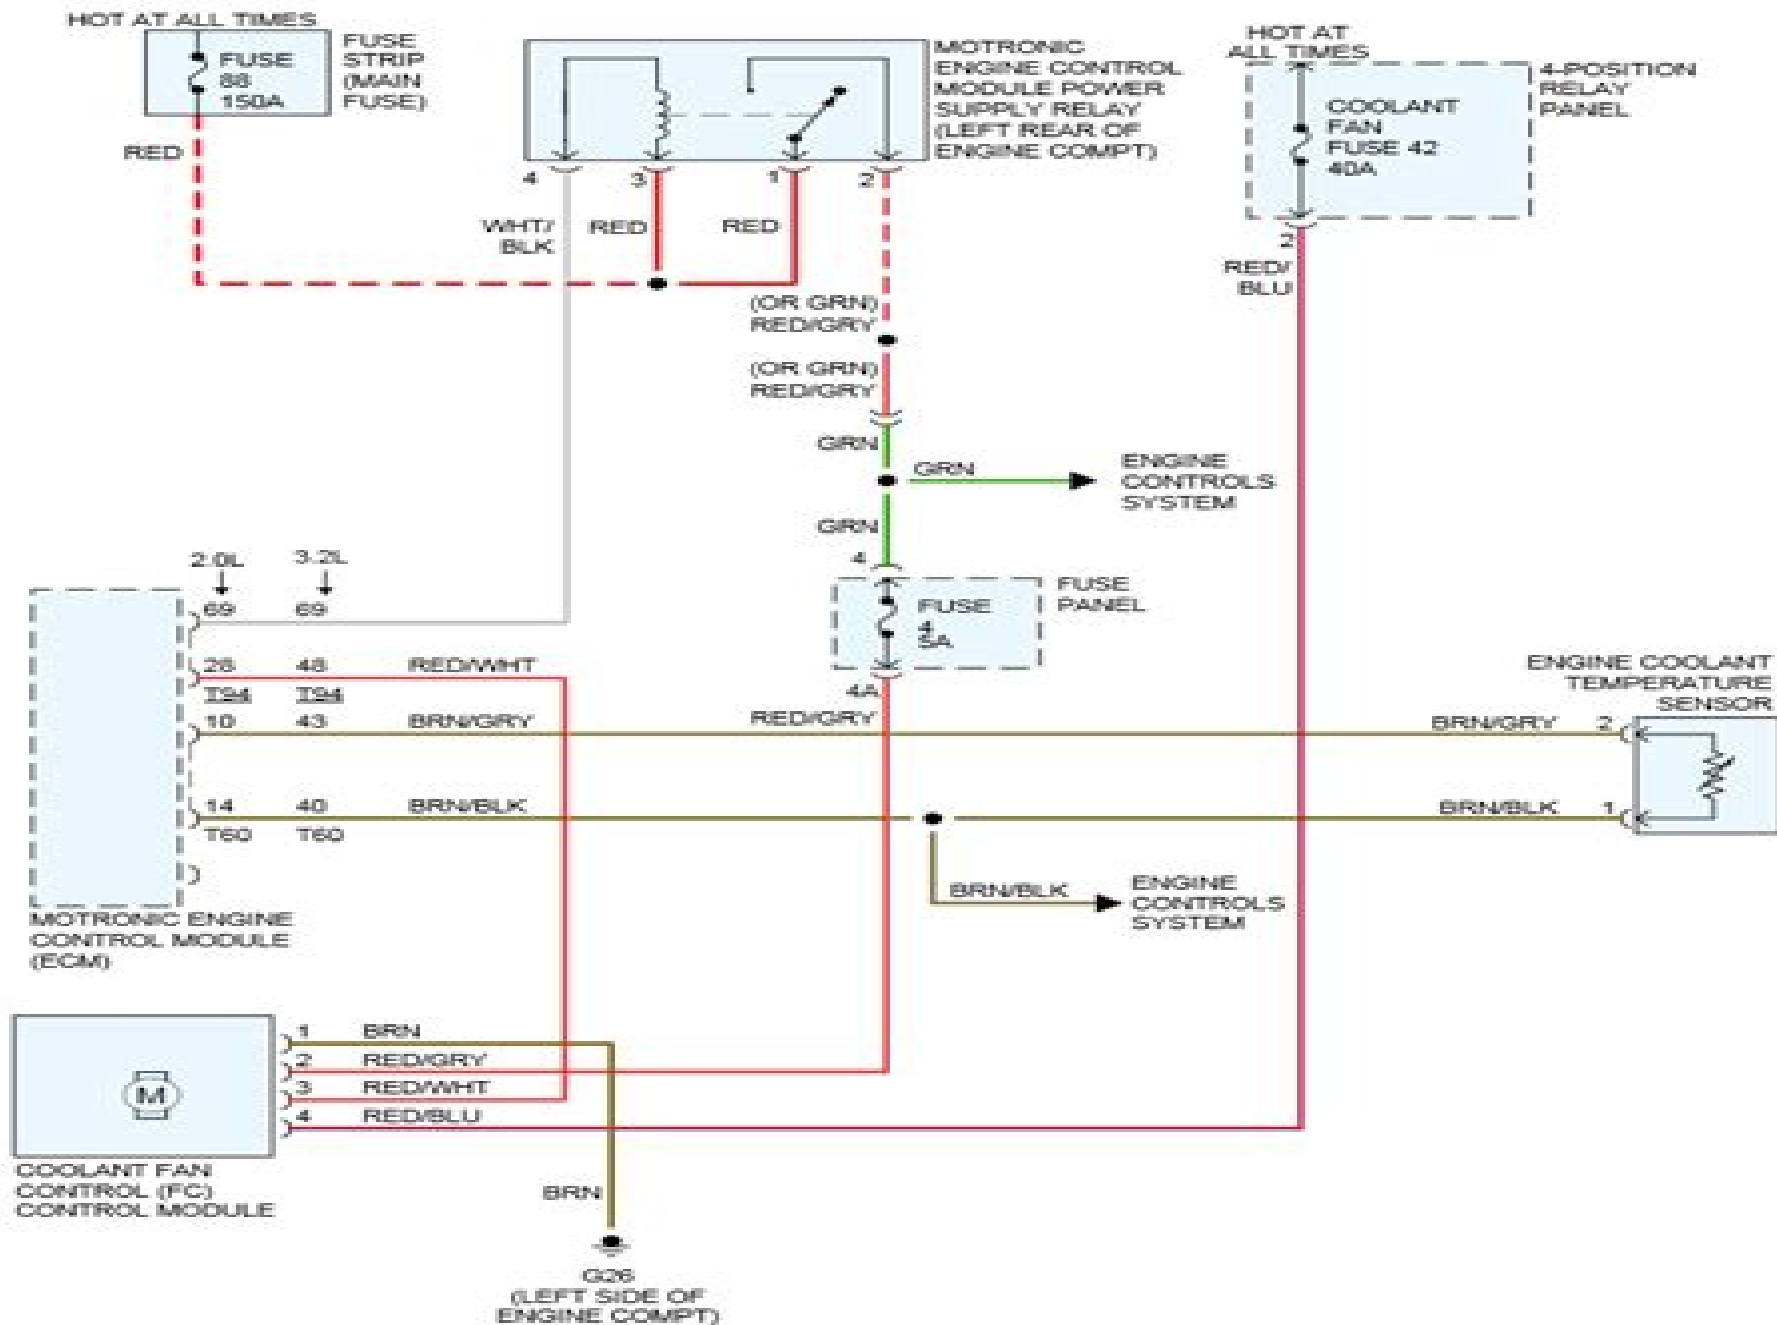 HOT AT ALL TIMES
FUSE
88
150A
FUSE
STRIP
(MAIN
FUSE)
RED
MOTRONIC
ENGINE CONTROL
MODULE POWER
SUPPLY RELAY
(LEFT REAR OF
ENGINE COMPT)
4
3
1
2
WHT/
BLK
RED
RED
HOT AT
ALL TIMES
COOLANT
FAN
FUSE 42
40A
4-POSITION
RELAY
PANEL
2
RED/
BLU
(OR GRN)
RED/GRY
(OR GRN)
RED/GRY
GRN
GRN
ENGINE
CONTROLS
SYSTEM
GRN
4
FUSE
4
5A
FUSE
PANEL
4A
RED/GRY
2.0L 3.2L
69 69
28 48 RED/WHT
T94 T94
10 43 BRN/GRY
14 40 BRN/BLK
T60 T60
MOTRONIC ENGINE
CONTROL MODULE
(ECM)
ENGINE COOLANT
TEMPERATURE
SENSOR
BRN/GRY 2
BRN/BLK 1
BRN/BLK
ENGINE
CONTROLS
SYSTEM
M
1 BRN
2 RED/GRY
3 RED/WHT
4 RED/BLU
COOLANT FAN
CONTROL (FC)
CONTROL MODULE
BRN
G26
(LEFT SIDE OF
ENGINE COMPT)